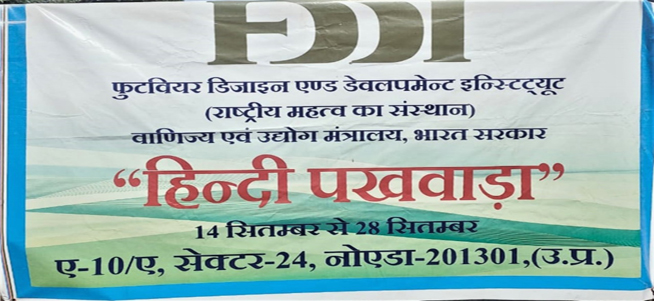 FDDI
फुटवियर डिजाइन एण्ड डेवलपमेन्ट इन्स्टिट्यूट
(राष्ट्रीय महत्व का संस्थान)
वाणिज्य एवं उद्योग मंत्रालय, भारत सरकार
“हिन्दी पखवाड़ा”
14 सितम्बर से 28 सितम्बर
ए-10/ए, सेक्टर-24, नोएडा-201301,(उ.प्र.)